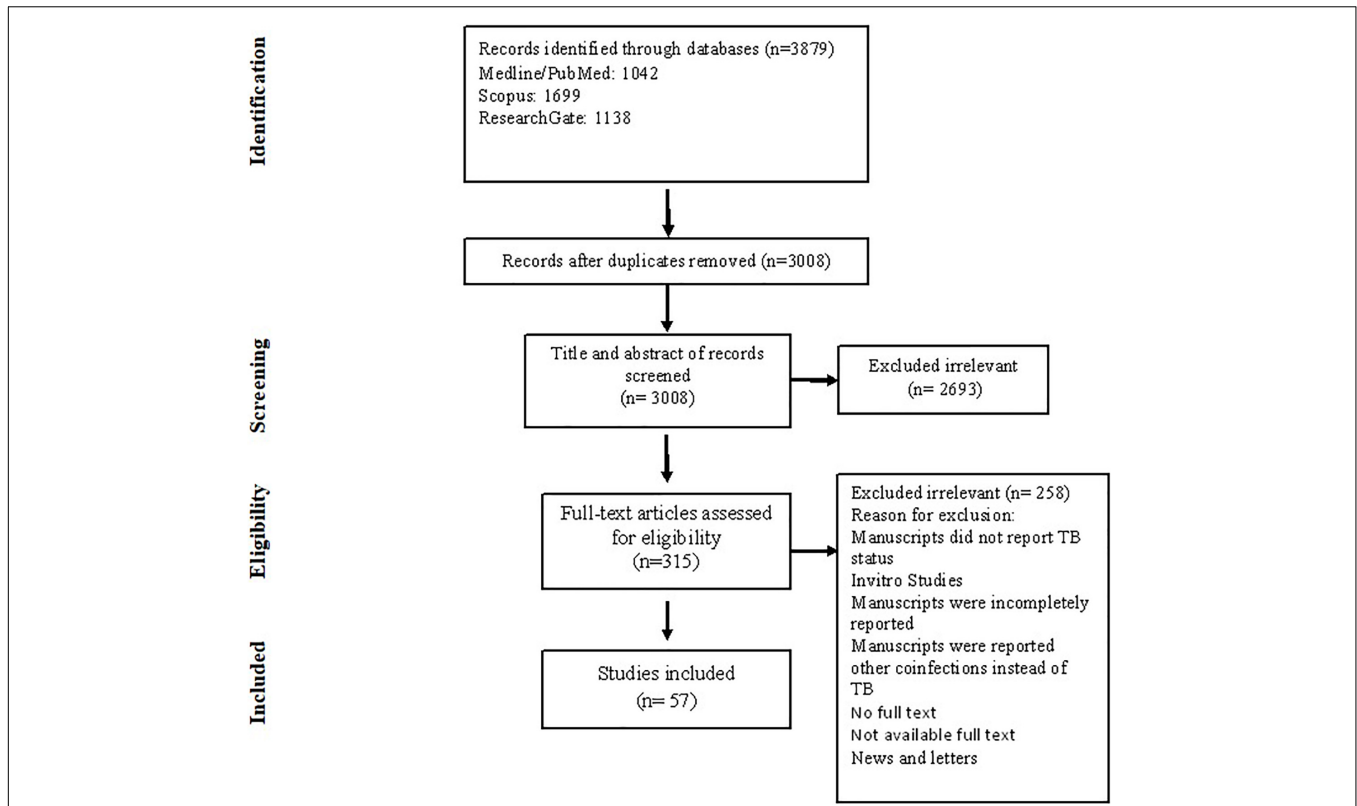 Identification
Records identified through databases (n=3879)
Medline/PubMed: 1042
Scopus: 1699
ResearchGate: 1138
Records after duplicates removed (n=3008)
Screening
Title and abstract of records
screened
(n= 3008)
Excluded irrelevant
(n= 2693)
Eligibility
Full-text articles assessed
for eligibility
(n=315)
Excluded irrelevant (n= 258)
Reason for exclusion:
Manuscripts did not report TB
status
Invitro Studies
Manuscripts were incompletely
reported
Manuscripts were reported
other coinfections instead of
TB
No full text
Not available full text
News and letters
Included
Studies included
(n= 57)